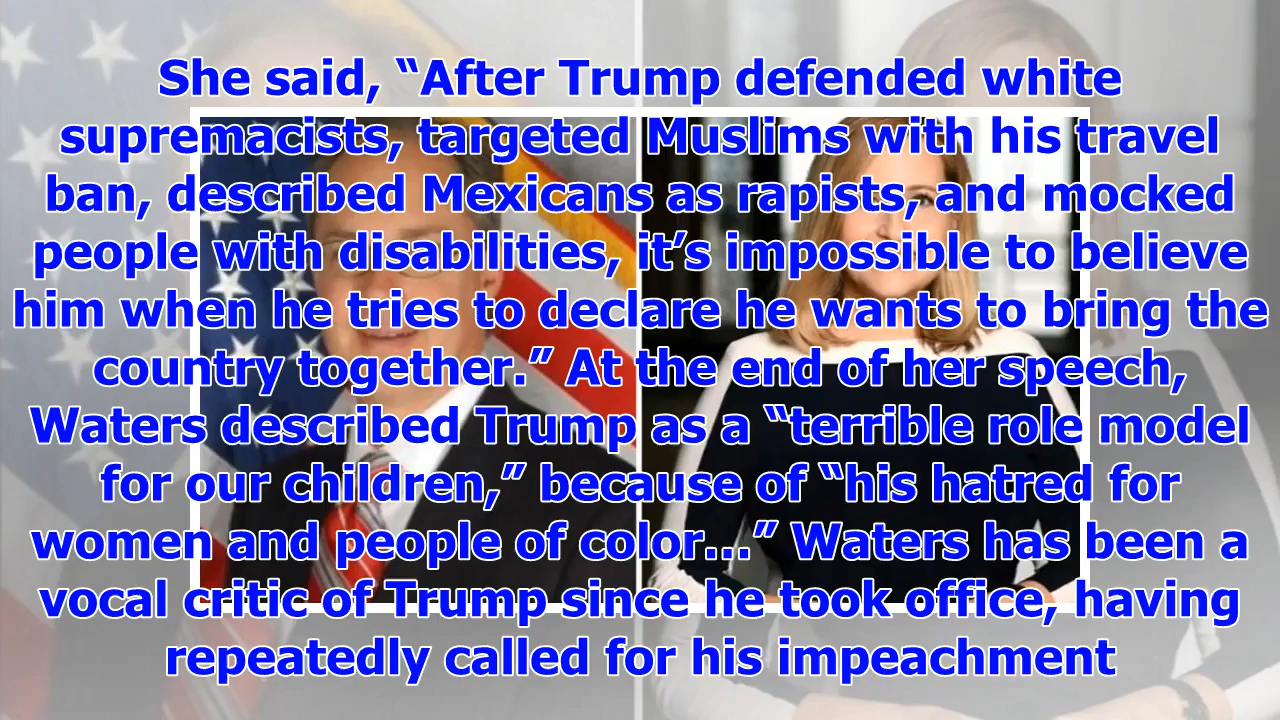 She said, “After Trump defended white
supremacists, targeted Muslims with his travel
ban, described Mexicans as rapists, and mocked
people with disabilities, it’s impossible to believe
him when he tries to declare he wants to bring the
country together.” At the end of her speech,
Waters described Trump as a “terrible role model
for our children,” because of “his hatred for
women and people of color...” Waters has been a
vocal critic of Trump since he took office, having
repeatedly called for his impeachment